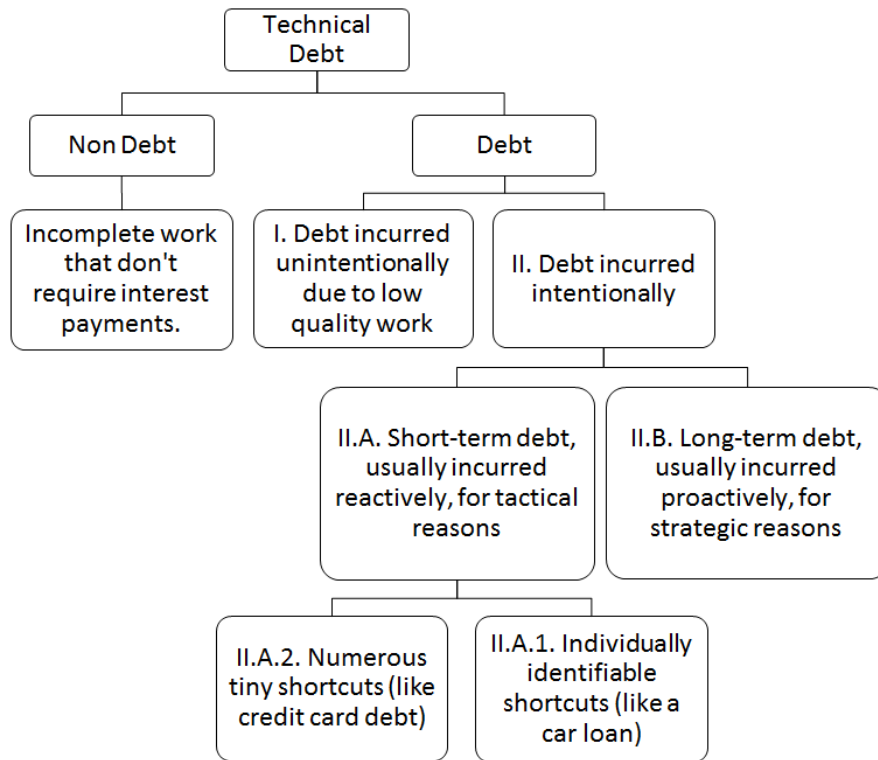 Technical
Debt
Non Debt
Debt
Incomplete work
that don't
require interest
payments.
I. Debt incurred
unintentionally
due to low
quality work
II. Debt incurred
intentionally
II.A. Short-term debt,
usually incurred
reactively, for tactical
reasons
II.B. Long-term debt,
usually incurred
proactively, for
strategic reasons
II.A.2. Numerous
tiny shortcuts (like
credit card debt)
II.A.1. Individually
identifiable
shortcuts (like a
car loan)